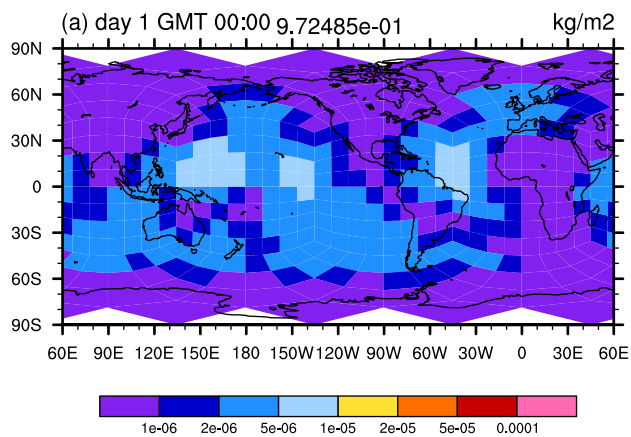 (a) day 1 GMT 00:00 9.72485e-01 kg/m2
90N
60N
30N
0
30S
60S
90S
60E 90E 120E 150E 180 150W 120W 90W 60W 30W 0 30E 60E
1e-06 2e-06 5e-06 1e-05 2e-05 5e-05 0.0001